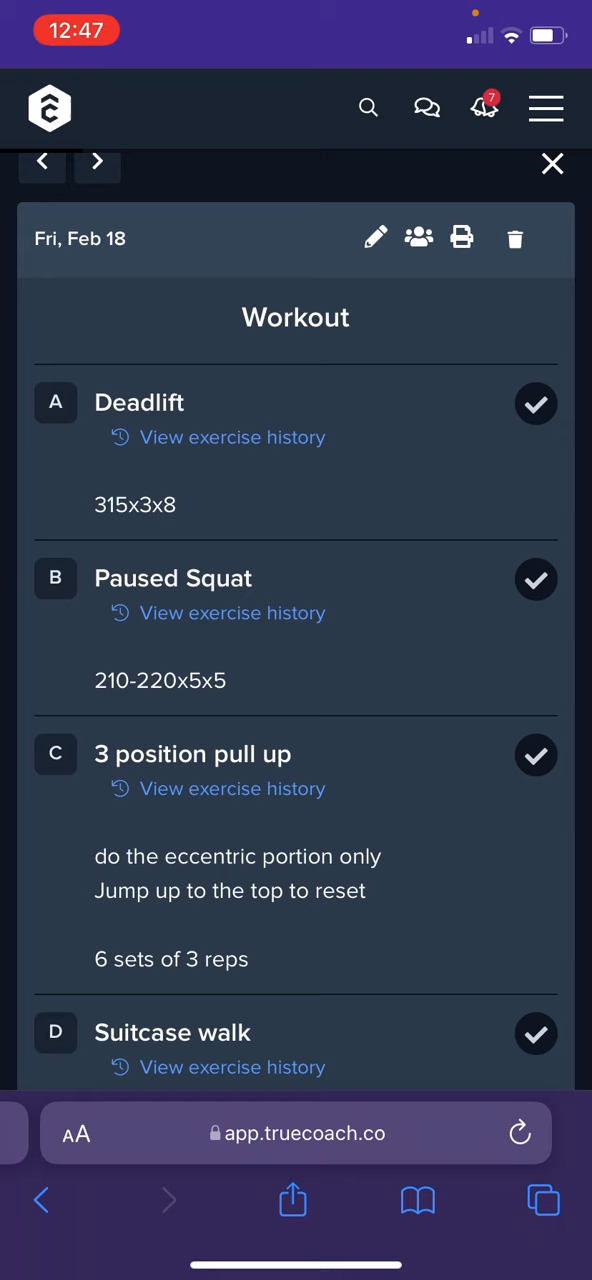 12:47
7
Fri, Feb 18
Workout
A Deadlift
View exercise history
315x3x8
B Paused Squat
View exercise history
210-220x5x5
C 3 position pull up
View exercise history
do the eccentric portion only
Jump up to the top to reset
6 sets of 3 reps
D Suitcase walk
View exercise history
AA app.truecoach.co